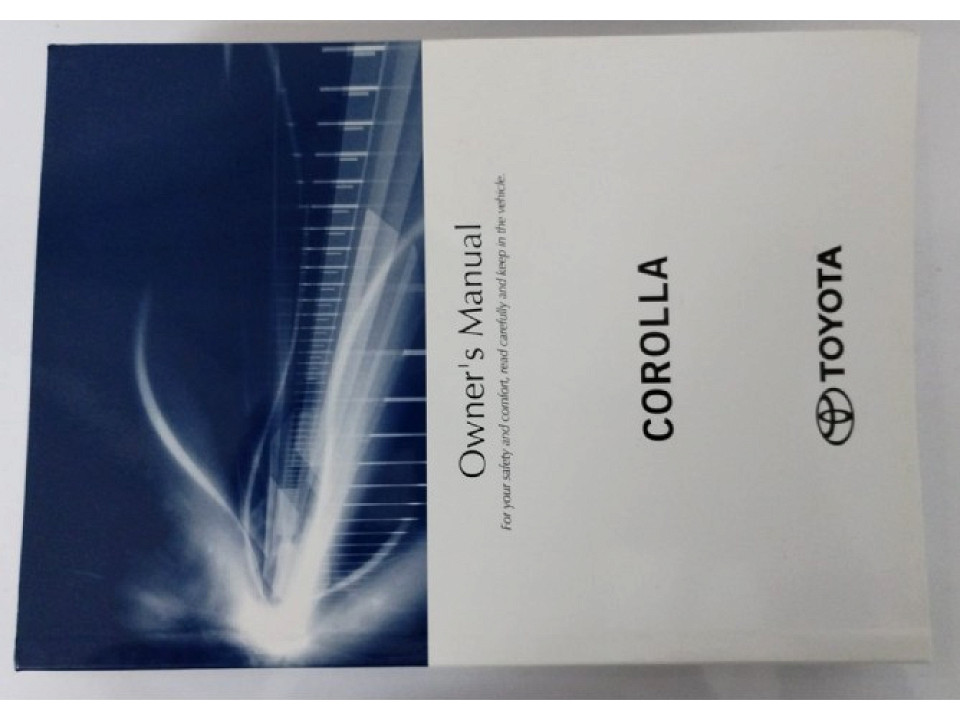 Owner's Manual
For your safety and comfort, read carefully and keep in the vehicle.
COROLLA
TOYOTA